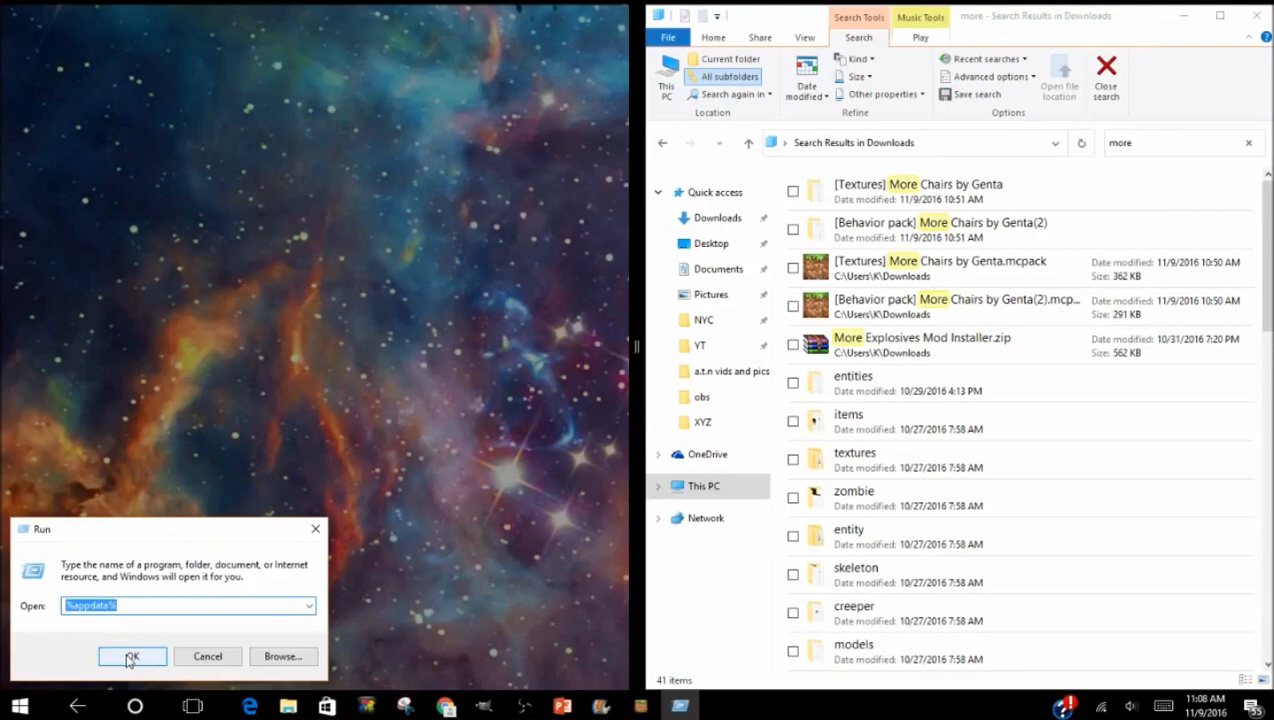 Search Tools
Music Tools
more - Search Results in Downloads
File
Home
Share
View
Search
Play
This PC
Current folder
All subfolders
Search again in
Location
Date modified
Kind
Size
Other properties
Refine
Recent searches
Advanced options
Save search
Options
Open file location
Close search
Search Results in Downloads
more
Quick access
Downloads
Desktop
Documents
Pictures
NYC
YT
a.t.n vids and pics
obs
XYZ
OneDrive
This PC
Network
[Textures] More Chairs by Genta
Date modified: 11/9/2016 10:51 AM
[Behavior pack] More Chairs by Genta(2)
Date modified: 11/9/2016 10:51 AM
[Textures] More Chairs by Genta.mcpack
C:\Users\K\Downloads
Date modified: 11/9/2016 10:50 AM
Size: 362 KB
[Behavior pack] More Chairs by Genta(2).mcp...
C:\Users\K\Downloads
Date modified: 11/9/2016 10:50 AM
Size: 291 KB
More Explosives Mod Installer.zip
C:\Users\K\Downloads
Date modified: 10/31/2016 7:20 PM
Size: 562 KB
entities
Date modified: 10/29/2016 4:13 PM
items
Date modified: 10/27/2016 7:58 AM
textures
Date modified: 10/27/2016 7:58 AM
zombie
Date modified: 10/27/2016 7:58 AM
entity
Date modified: 10/27/2016 7:58 AM
skeleton
Date modified: 10/27/2016 7:58 AM
creeper
Date modified: 10/27/2016 7:58 AM
models
41 items
Run
Type the name of a program, folder, document, or Internet
resource, and Windows will open it for you.
Open: %appdata%
OK
Cancel
Browse...
11:08 AM
11/9/2016
55